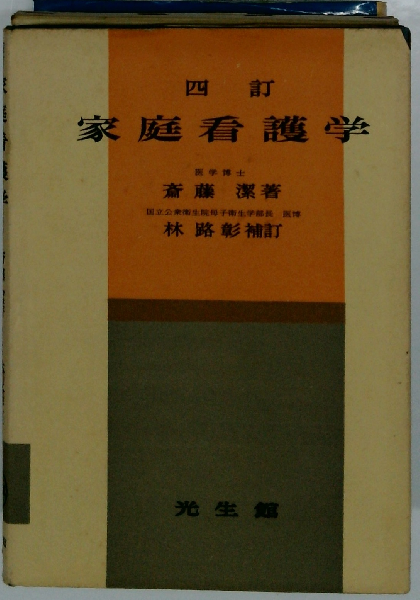 四訂
家庭看護学
医学博士
斎藤潔著
国立公衆衛生院母子衛生学部長 医博
林路彰補訂
光生館